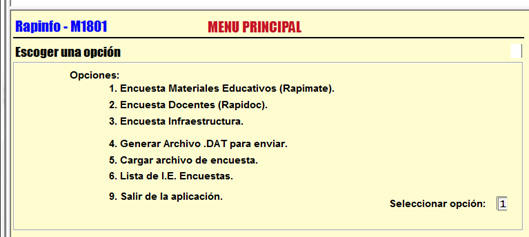 Rapinfo - M1801
MENU PRINCIPAL
Escoger una opción
Opciones:
1. Encuesta Materiales Educativos (Rapimate).
2. Encuesta Docentes (Rapidoc).
3. Encuesta Infraestructura.
4. Generar Archivo .DAT para enviar.
5. Cargar archivo de encuesta.
6. Lista de I.E. Encuestas.
9. Salir de la aplicación.
Seleccionar opción: 1